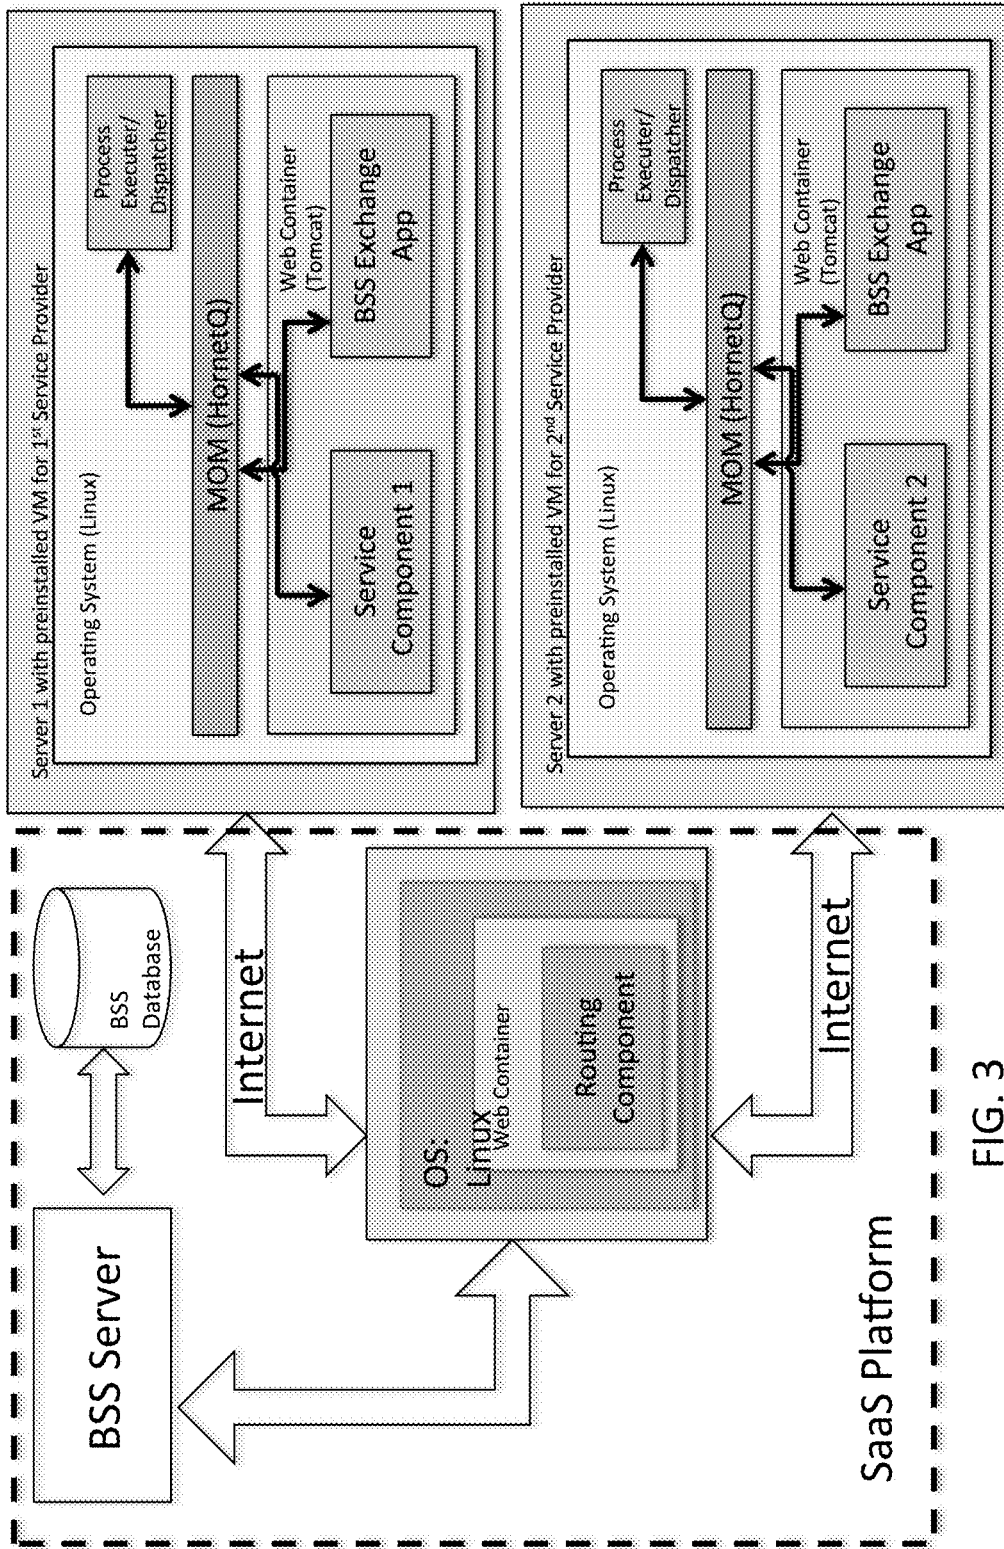 BSS Server
BSS
Database
Internet
OS:
Linux
Web Container
Routing
Component
Internet
SaaS Platform
Server 1 with preinstalled VM for 1st Service Provider
Operating System (Linux)
Process
Executer/
Dispatcher
MOM (HornetQ)
Web Container
(Tomcat)
Service
Component 1
BSS Exchange
App
Server 2 with preinstalled VM for 2nd Service Provider
Operating System (Linux)
Process
Executer/
Dispatcher
MOM (HornetQ)
Web Container
(Tomcat)
Service
Component 2
BSS Exchange
App
FIG. 3